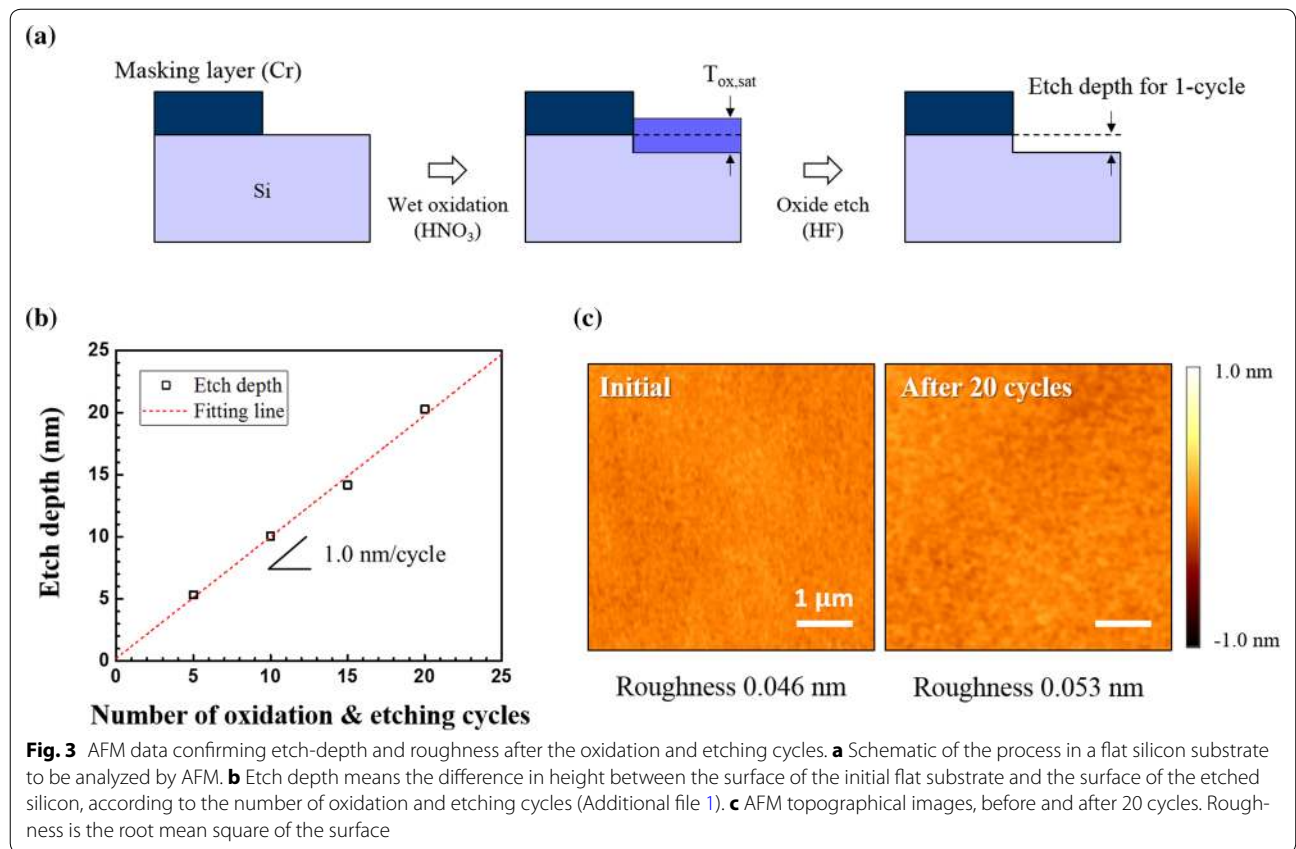 (a)
Masking layer (Cr)
Si
Wet oxidation
(HNO3)
Tox,sat
Oxide etch
(HF)
Etch depth for 1-cycle
(b)
Etch depth (nm)
25
20
15
10
5
0
Etch depth
Fitting line
1.0 nm/cycle
0 5 10 15 20 25
Number of oxidation & etching cycles
(c)
Initial
1 μm
Roughness 0.046 nm
After 20 cycles
Roughness 0.053 nm
1.0 nm
-1.0 nm
Fig. 3 AFM data confirming etch-depth and roughness after the oxidation and etching cycles. a Schematic of the process in a flat silicon substrate
to be analyzed by AFM. b Etch depth means the difference in height between the surface of the initial flat substrate and the surface of the etched
silicon, according to the number of oxidation and etching cycles (Additional file 1). c AFM topographical images, before and after 20 cycles. Rough-
ness is the root mean square of the surface